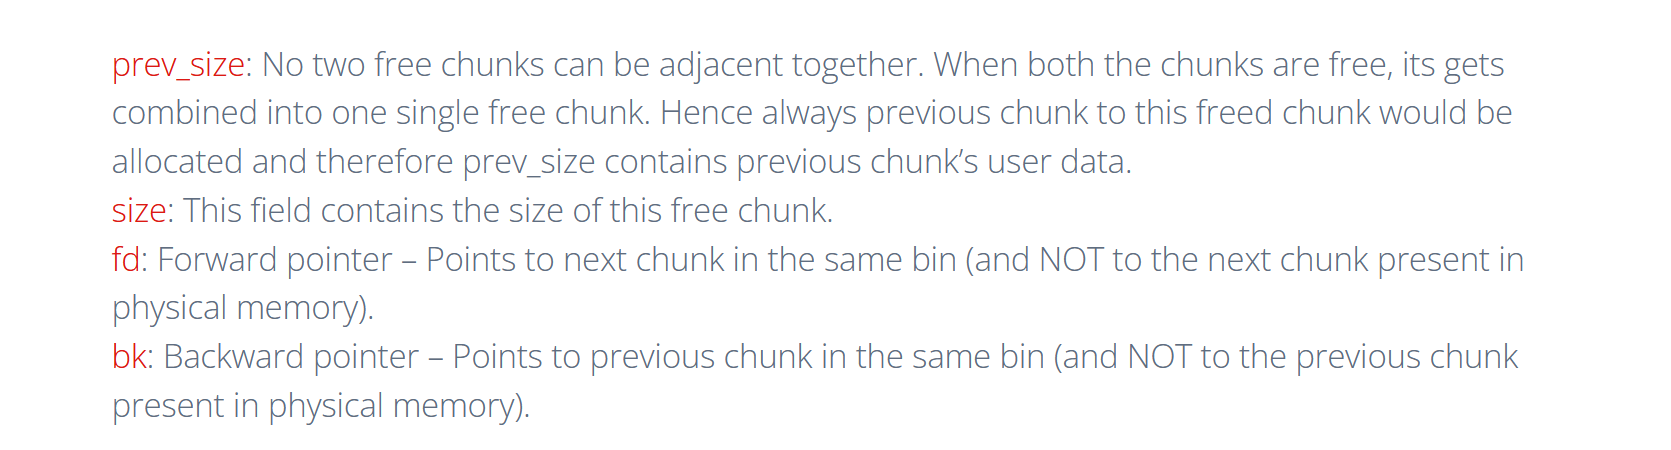 prev_size: No two free chunks can be adjacent together. When both the chunks are free, its gets
combined into one single free chunk. Hence always previous chunk to this freed chunk would be
allocated and therefore prev_size contains previous chunk’s user data.
size: This field contains the size of this free chunk.
fd: Forward pointer – Points to next chunk in the same bin (and NOT to the next chunk present in
physical memory).
bk: Backward pointer – Points to previous chunk in the same bin (and NOT to the previous chunk
present in physical memory).